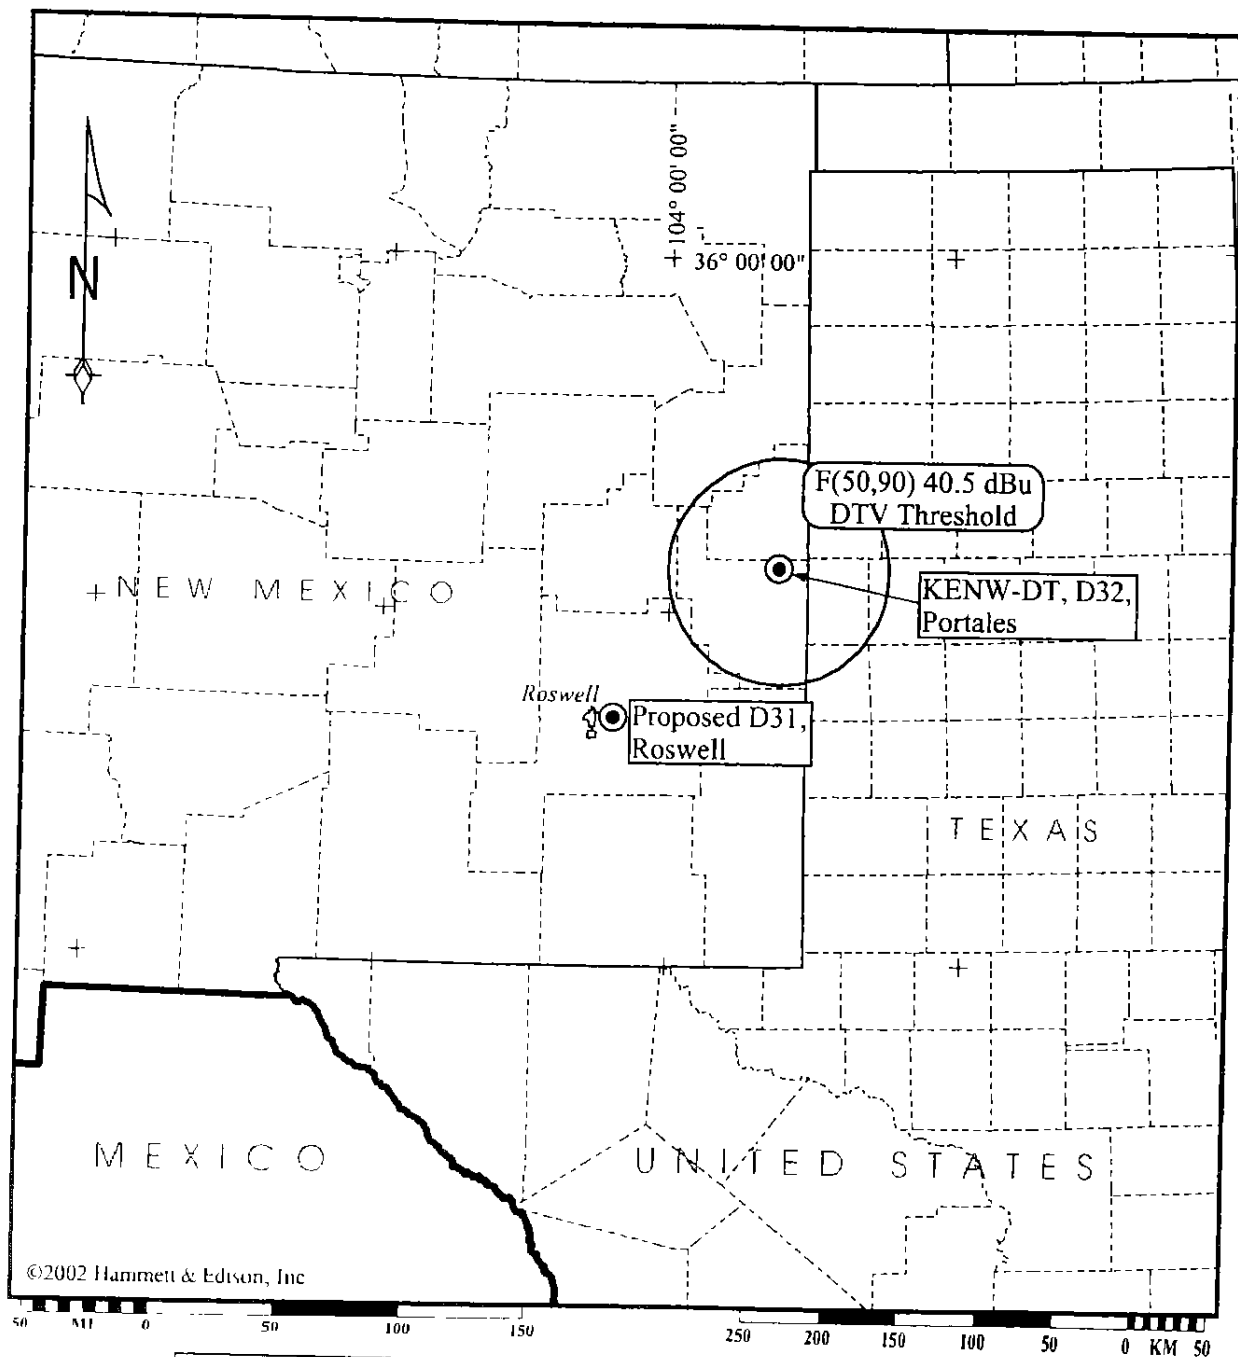 104° 00' 00"
36° 00' 00"
N
F(50,90) 40.5 dBu
DTV Threshold
NEW MEXICO
KENW-DT, D32,
Portales
Roswell
Proposed D31,
Roswell
TEXAS
MEXICO
UNITED STATES
©2002 Hammett & Edison, Inc
50 MI 0 50 100 150
250 200 150 100 50 0 KM 50